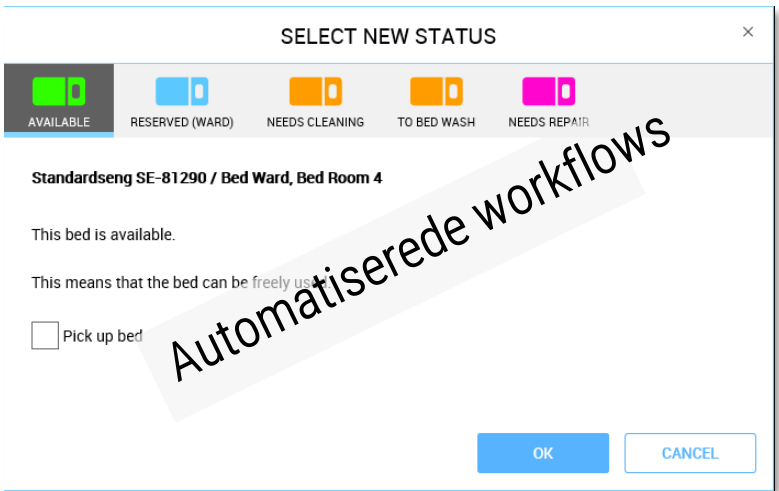 SELECT NEW STATUS
×
AVAILABLE
RESERVED (WARD)
NEEDS CLEANING
TO BED WASH
NEEDS REPAIR
Standardseng SE-81290 / Bed Ward, Bed Room 4
This bed is available.
This means that the bed can be freely used.
Pick up bed
Automatiserede workflows
OK
CANCEL